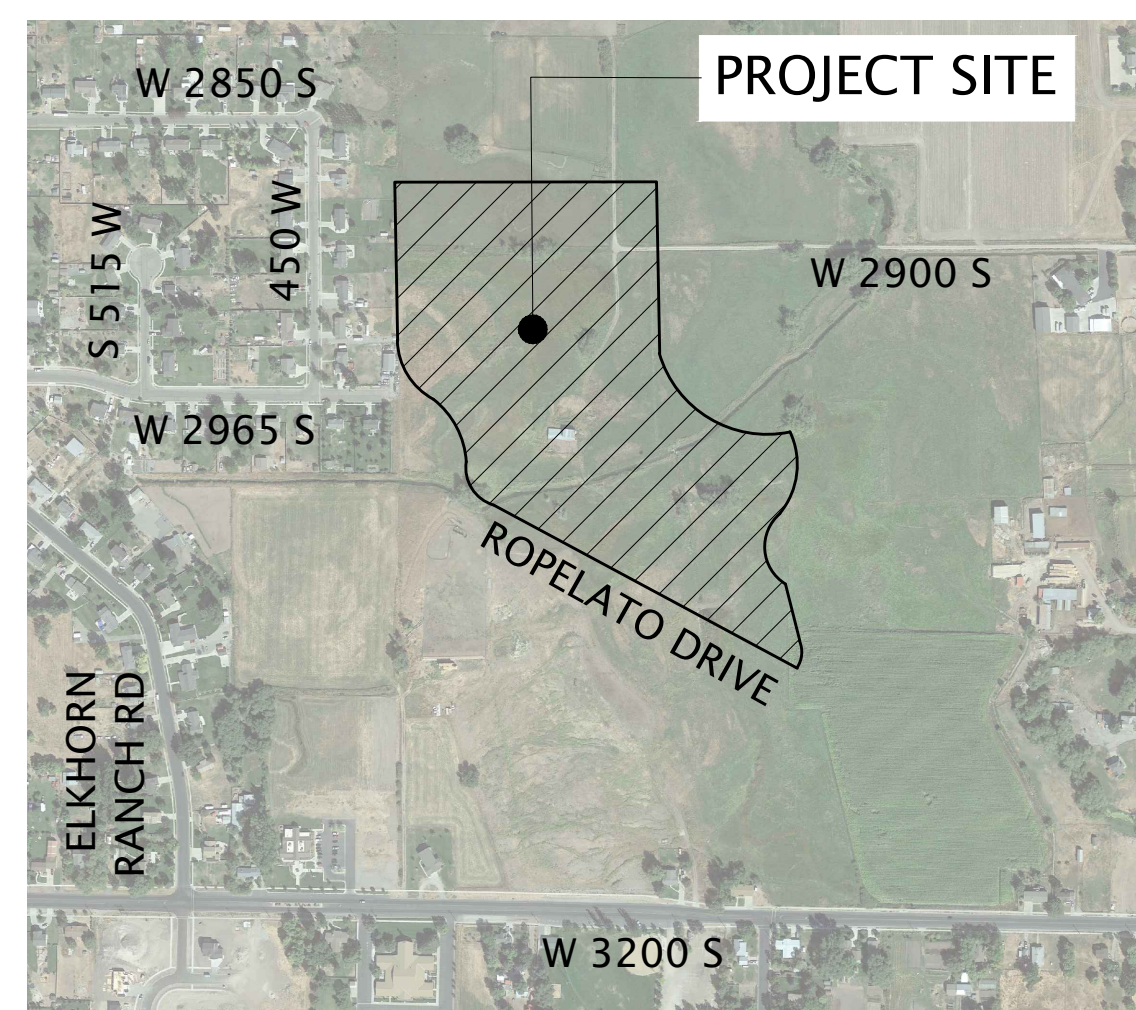 PROJECT SITE
W 2850 S
S 515 W
450 W
W 2900 S
W 2965 S
ROPELATO DRIVE
ELKHORN
RANCH RD
W 3200 S